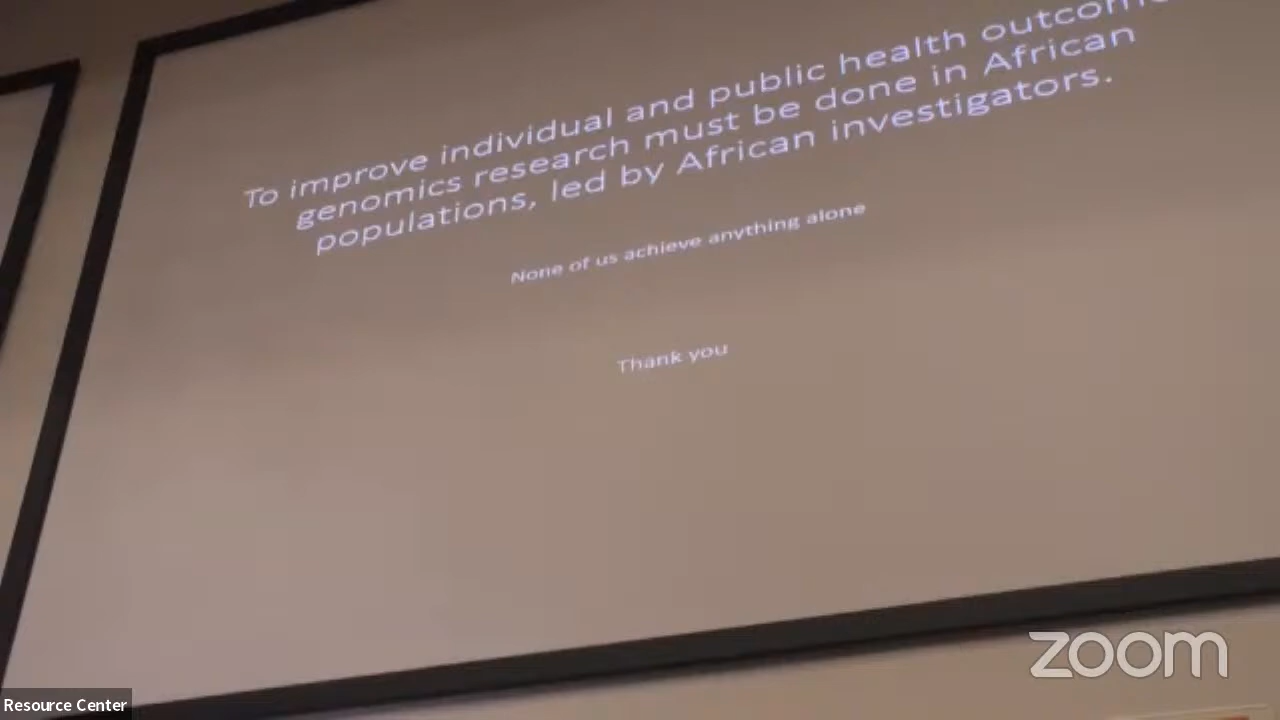 To improve individual and public health
genomics research must be done in African
populations, led by African investigators.
None of us achieve anything alone
Thank you
zoom
Resource Center